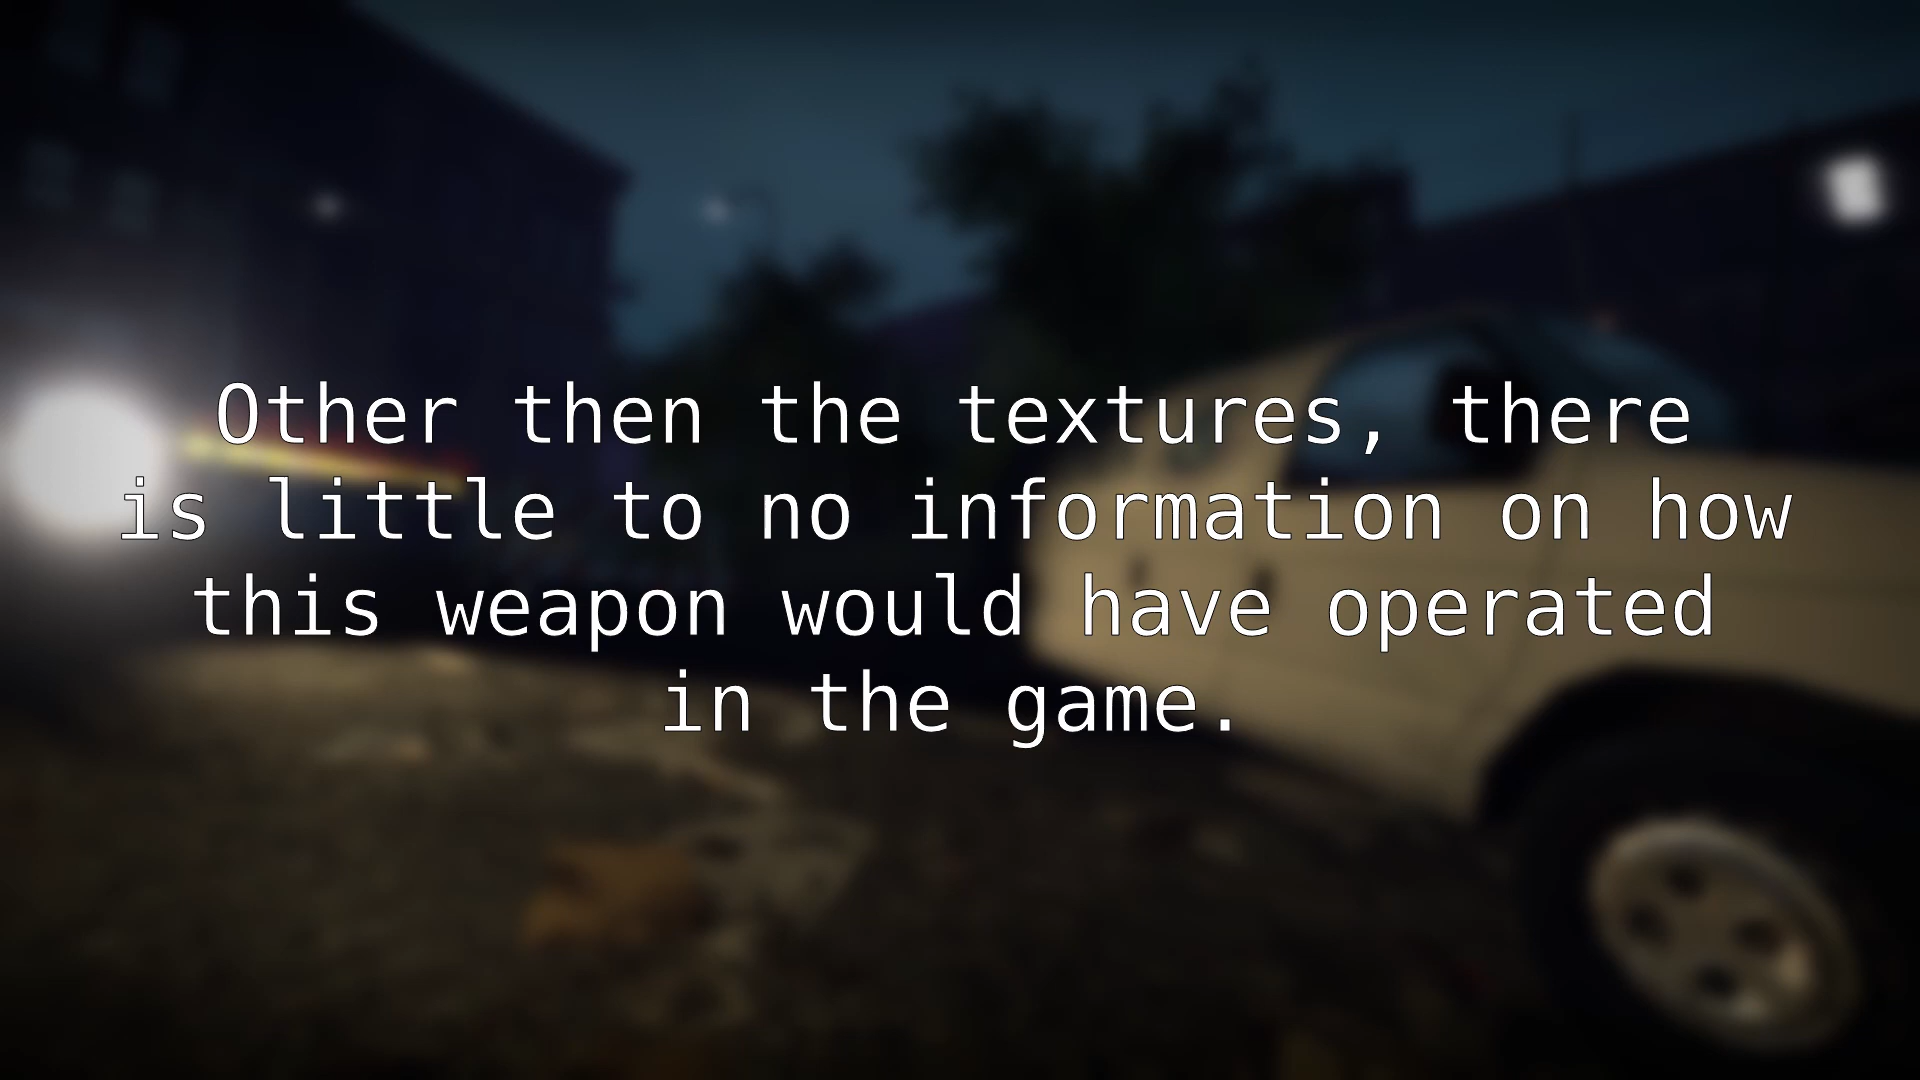 Other then the textures, there
is little to no information on how
this weapon would have operated
in the game.